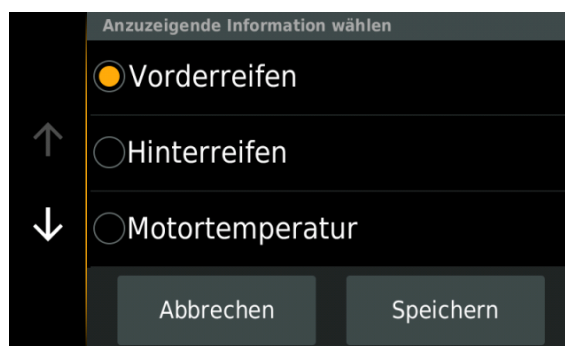 Anzuzeigende Information wählen
Vorderreifen
Hinterreifen
Motortemperatur
Abbrechen
Speichern